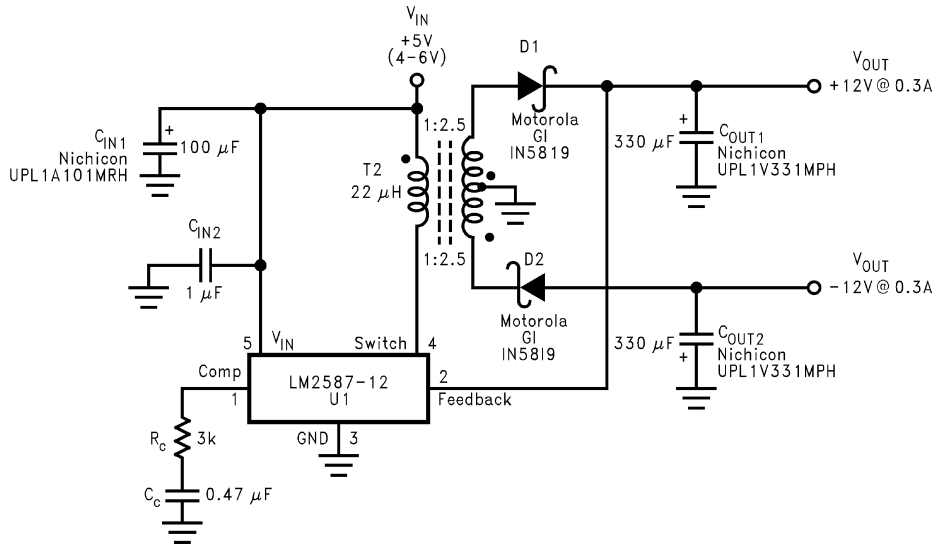 V_IN
+5V
(4-6V)
D1
V_OUT
+12V@0.3A
C_IN1
Nichicon
UPL1A101MRH
+
100 μF
1:2.5
Motorola
GI
IN5819
+
330 μF
C_OUT1
Nichicon
UPL1V331MPH
T2
22 μH
C_IN2
1 μF
1:2.5
D2
V_OUT
-12V@0.3A
Motorola
GI
IN5819
330 μF
+
C_OUT2
Nichicon
UPL1V331MPH
5
V_IN
Switch
4
Comp
1
LM2587-12
U1
2
Feedback
GND
3
R_c
3k
C_c
0.47 μF